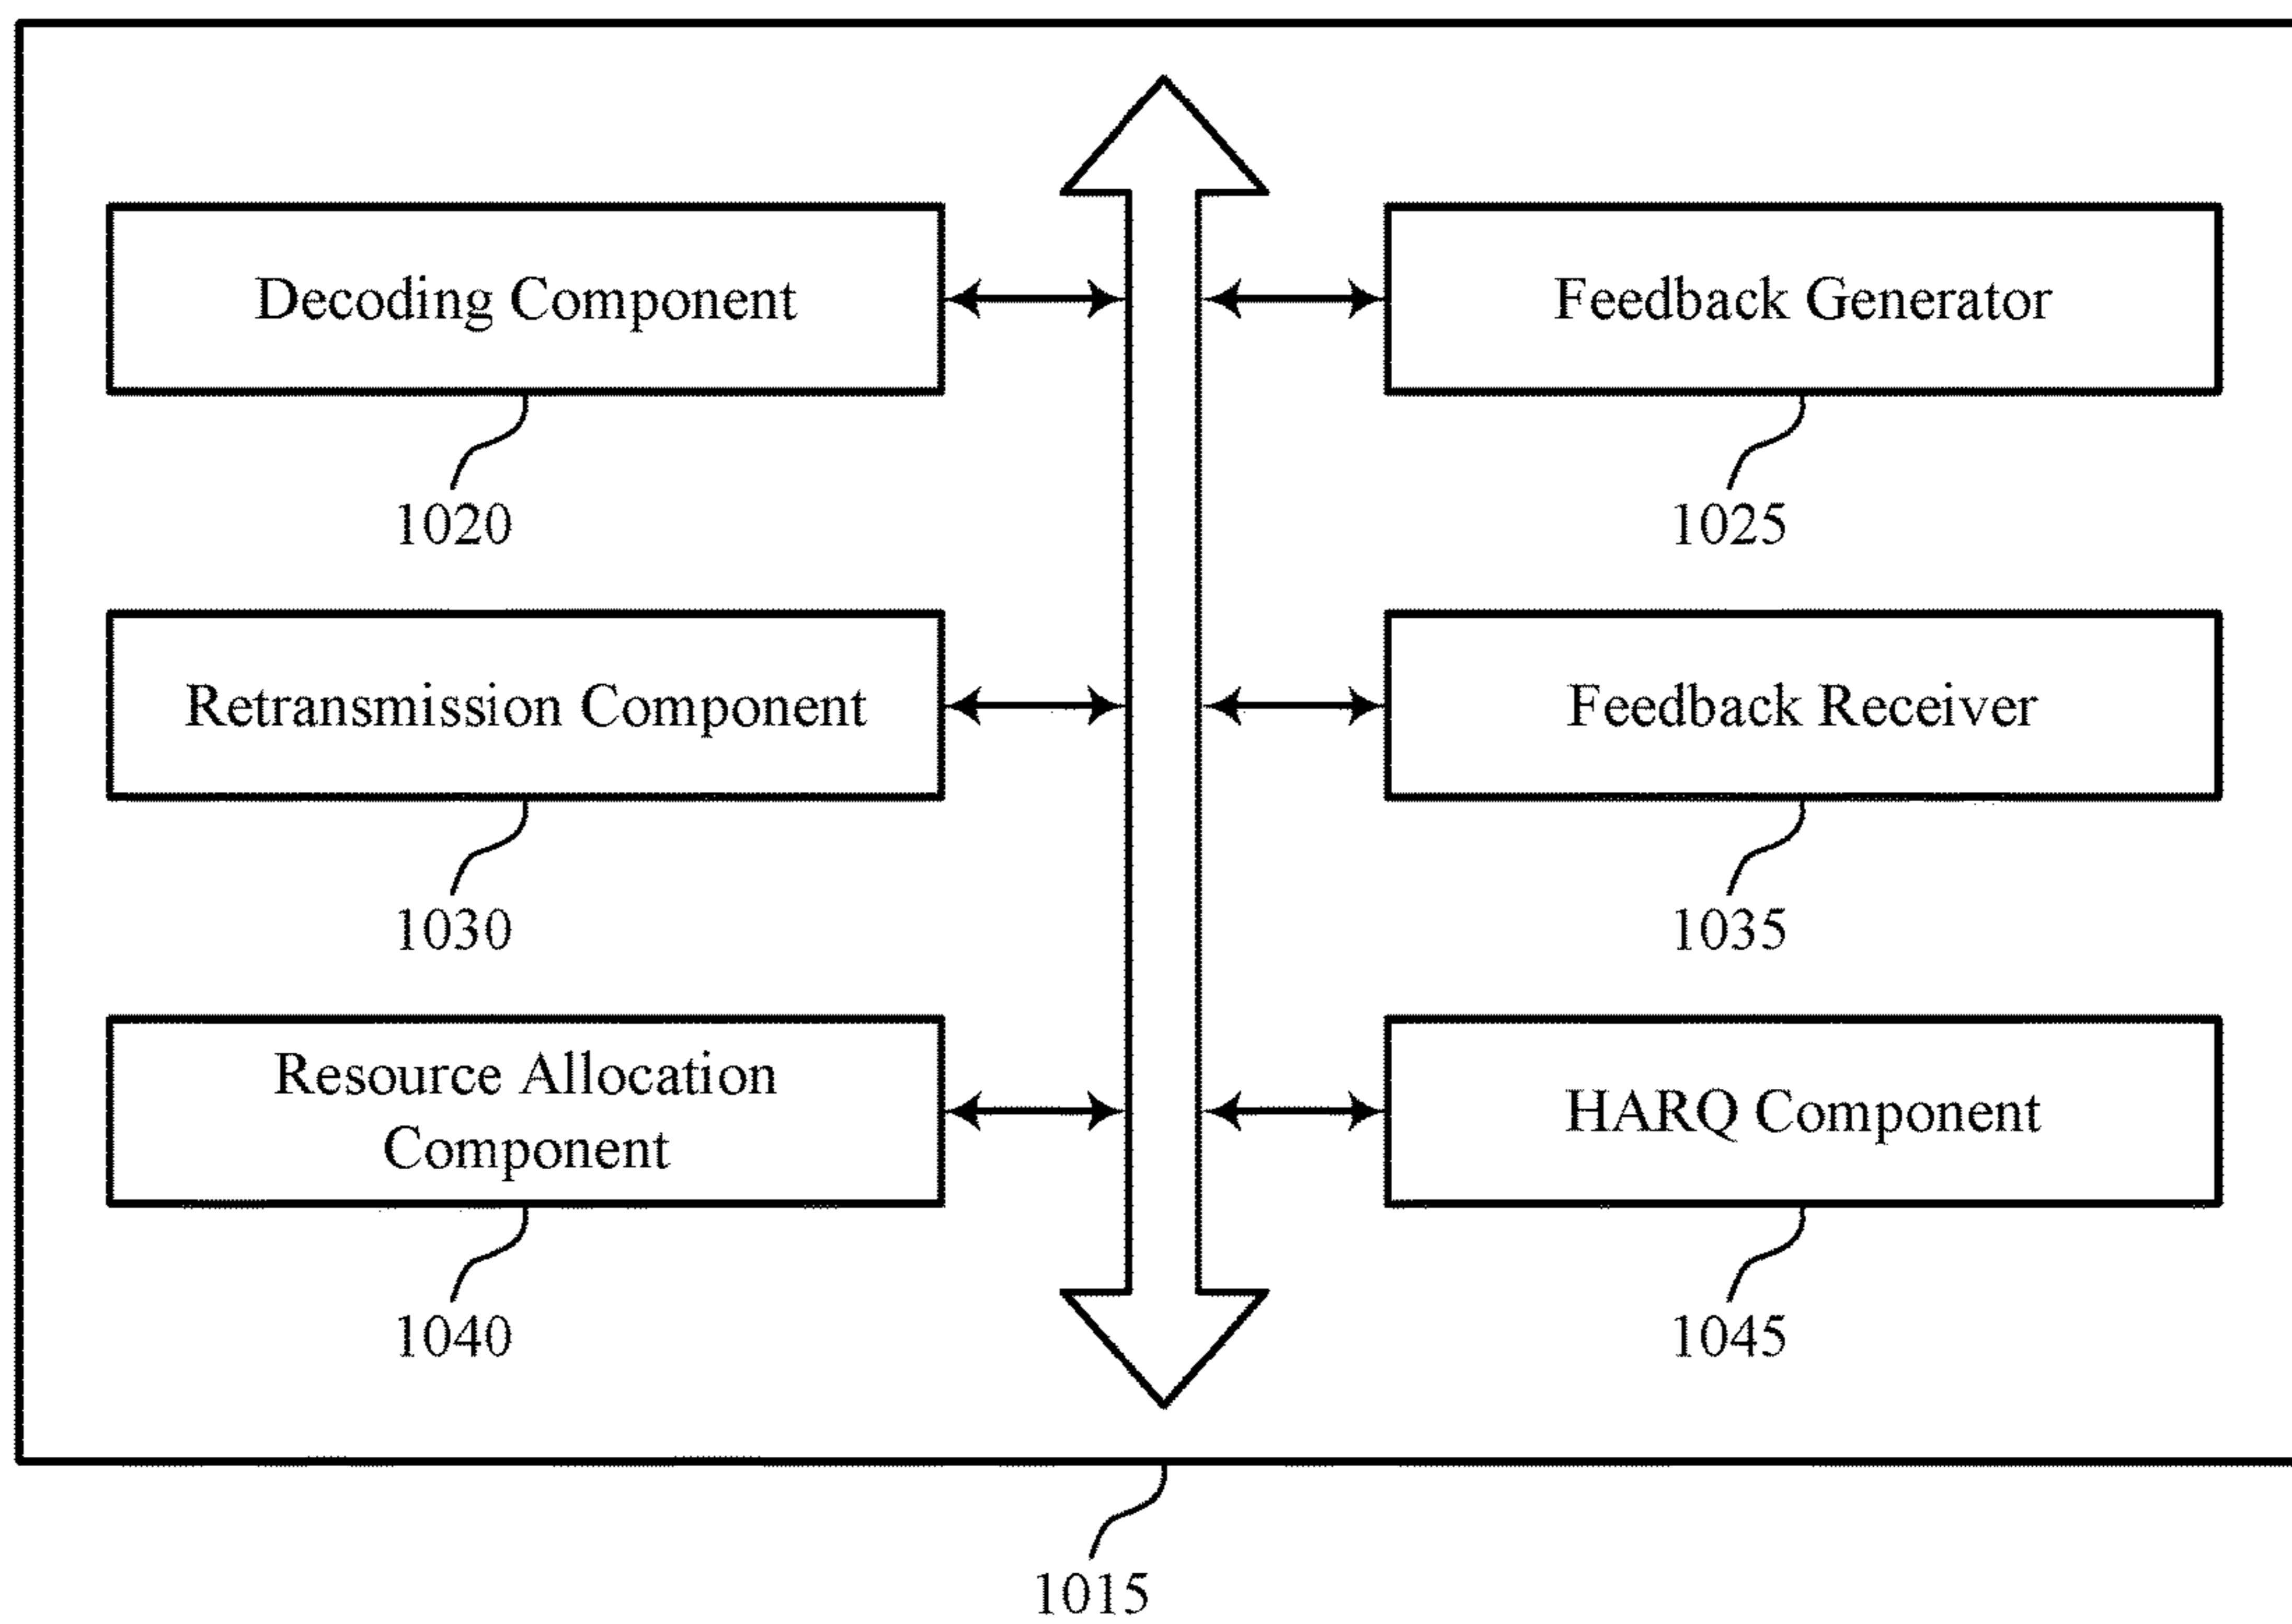 Decoding Component
Feedback Generator
1020
1025
Retransmission Component
Feedback Receiver
1030
1035
Resource Allocation
Component
HARQ Component
1040
1045
1015